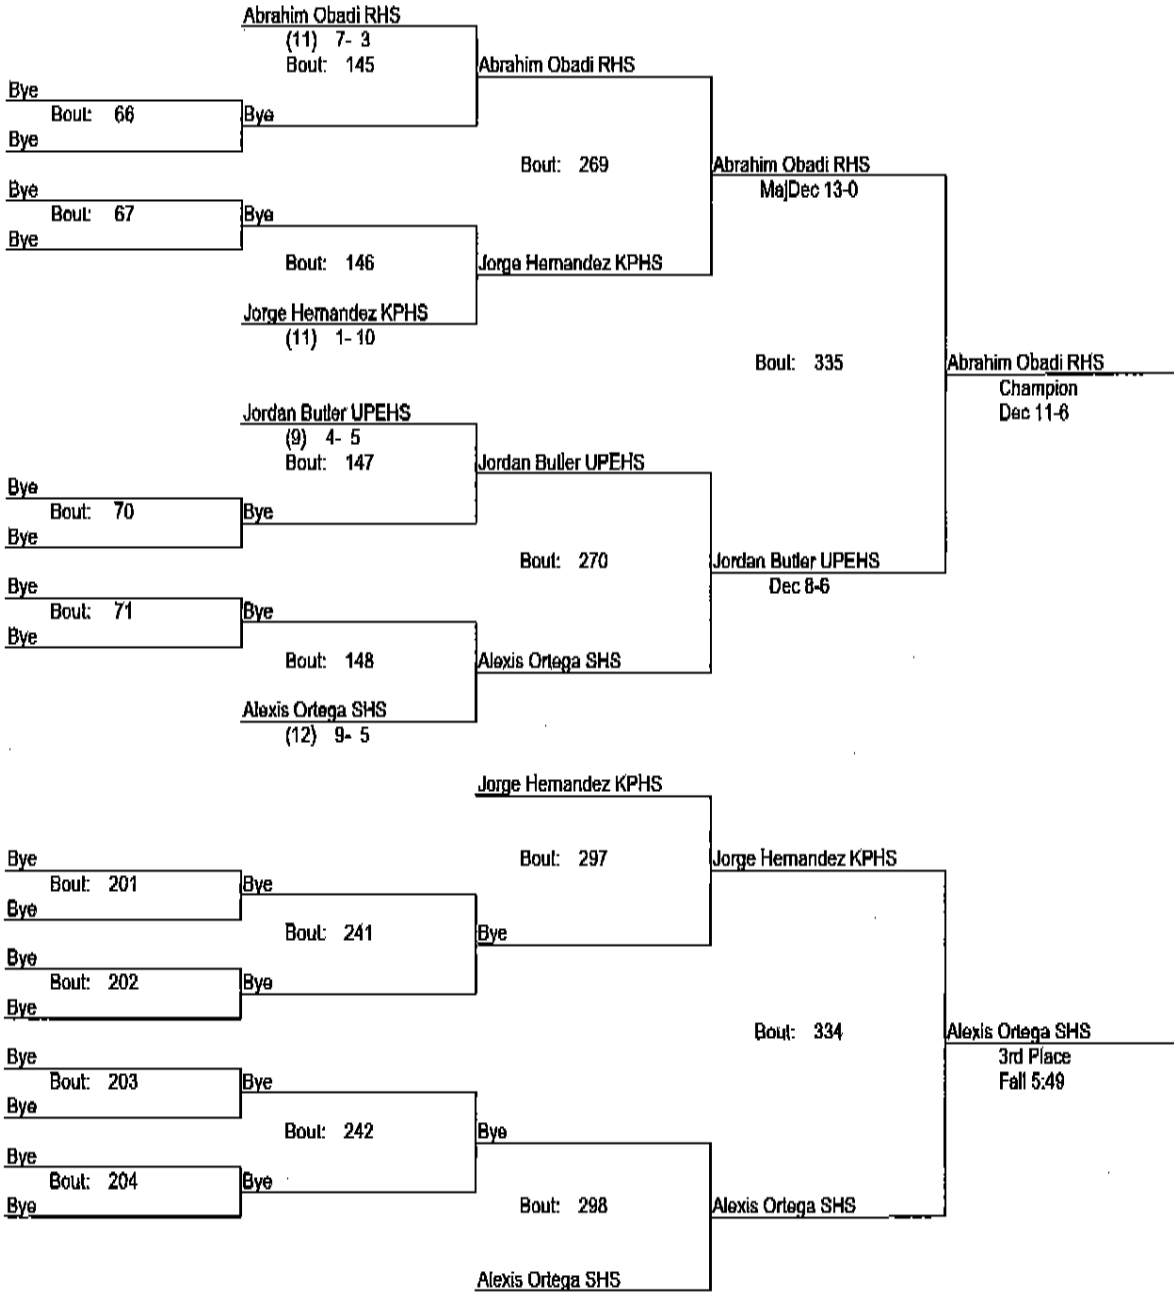 Abrahim Obadi RHS
(11) 7- 3
Bout: 145
Abrahim Obadi RHS
Bye
Bout: 66
Bye
Bye
Bout: 269
Abrahim Obadi RHS
MajDec 13-0
Bye
Bout: 67
Bye
Bye
Bout: 146
Jorge Hernandez KPHS
Jorge Hernandez KPHS
(11) 1- 10
Bout: 335
Abrahim Obadi RHS
Champion
Dec 11-6
Jordan Butler UPEHS
(9) 4- 5
Bout: 147
Jordan Butler UPEHS
Bye
Bout: 70
Bye
Bye
Bout: 270
Jordan Butler UPEHS
Dec 8-6
Bye
Bout: 71
Bye
Bye
Bout: 148
Alexis Ortega SHS
Alexis Ortega SHS
(12) 9- 5
Jorge Hernandez KPHS
Bout: 297
Jorge Hernandez KPHS
Bye
Bout: 201
Bye
Bye
Bout: 241
Bye
Bye
Bout: 202
Bye
Bye
Bout: 334
Alexis Ortega SHS
3rd Place
Fall 5:49
Bye
Bout: 203
Bye
Bye
Bout: 242
Bye
Bye
Bout: 204
Bye
Bye
Bout: 298
Alexis Ortega SHS
Alexis Ortega SHS